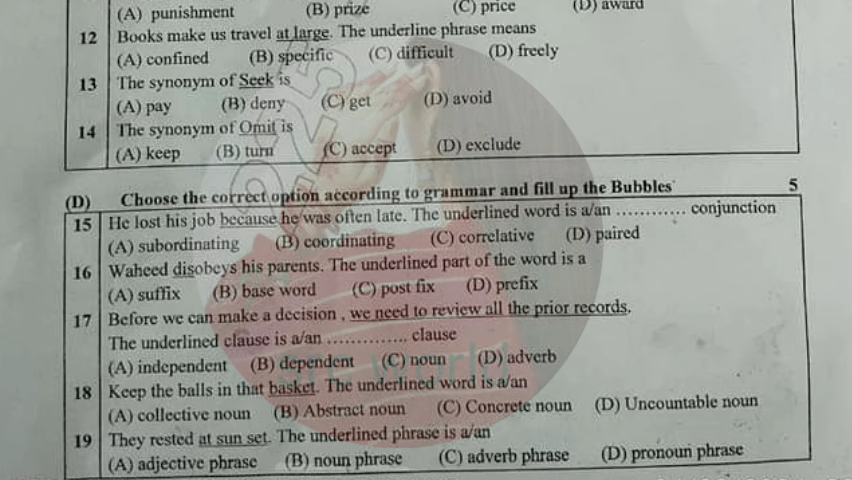 (A) punishment (B) prize (C) price (D) award
12 Books make us travel at large. The underline phrase means
(A) confined (B) specific (C) difficult (D) freely
13 The synonym of Seek is
(A) pay (B) deny (C) get (D) avoid
14 The synonym of Omit is
(A) keep (B) turn (C) accept (D) exclude
(D) Choose the correct option according to grammar and fill up the Bubbles 5
15 He lost his job because he was often late. The underlined word is a/an ............ conjunction
(A) subordinating (B) coordinating (C) correlative (D) paired
16 Waheed disobeys his parents. The underlined part of the word is a
(A) suffix (B) base word (C) post fix (D) prefix
17 Before we can make a decision , we need to review all the prior records.
The underlined clause is a/an .............. clause
(A) independent (B) dependent (C) noun (D) adverb
18 Keep the balls in that basket. The underlined word is a/an
(A) collective noun (B) Abstract noun (C) Concrete noun (D) Uncountable noun
19 They rested at sun set. The underlined phrase is a/an
(A) adjective phrase (B) noun phrase (C) adverb phrase (D) pronoun phrase